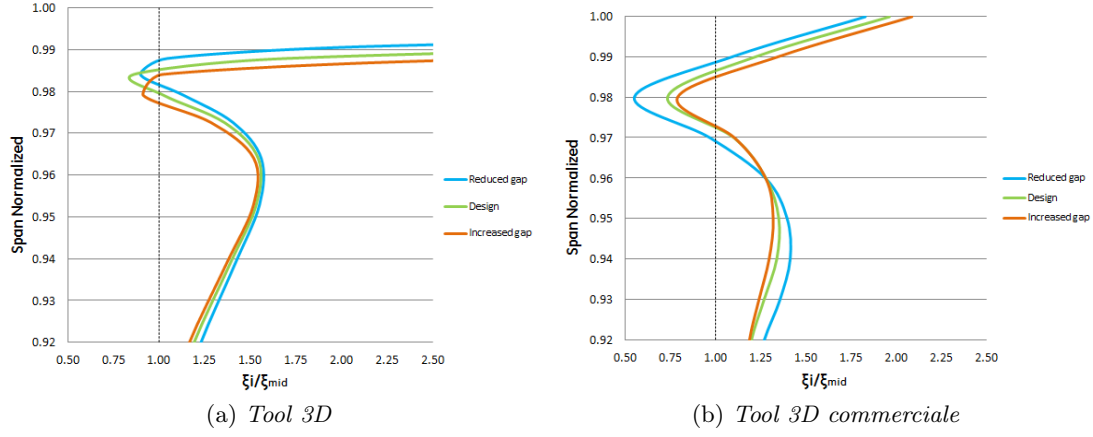 1.00
0.99
0.98
0.97
0.96
0.95
0.94
0.93
0.92
Span Normalized
0.50 0.75 1.00 1.25 1.50 1.75 2.00 2.25 2.50
ξi/ξmid
Reduced gap
Design
Increased gap
(a) Tool 3D
1.00
0.99
0.98
0.97
0.96
0.95
0.94
0.93
0.92
Span Normalized
0.50 0.75 1.00 1.25 1.50 1.75 2.00 2.25 2.50
ξi/ξmid
Reduced gap
Design
Increased gap
(b) Tool 3D commerciale